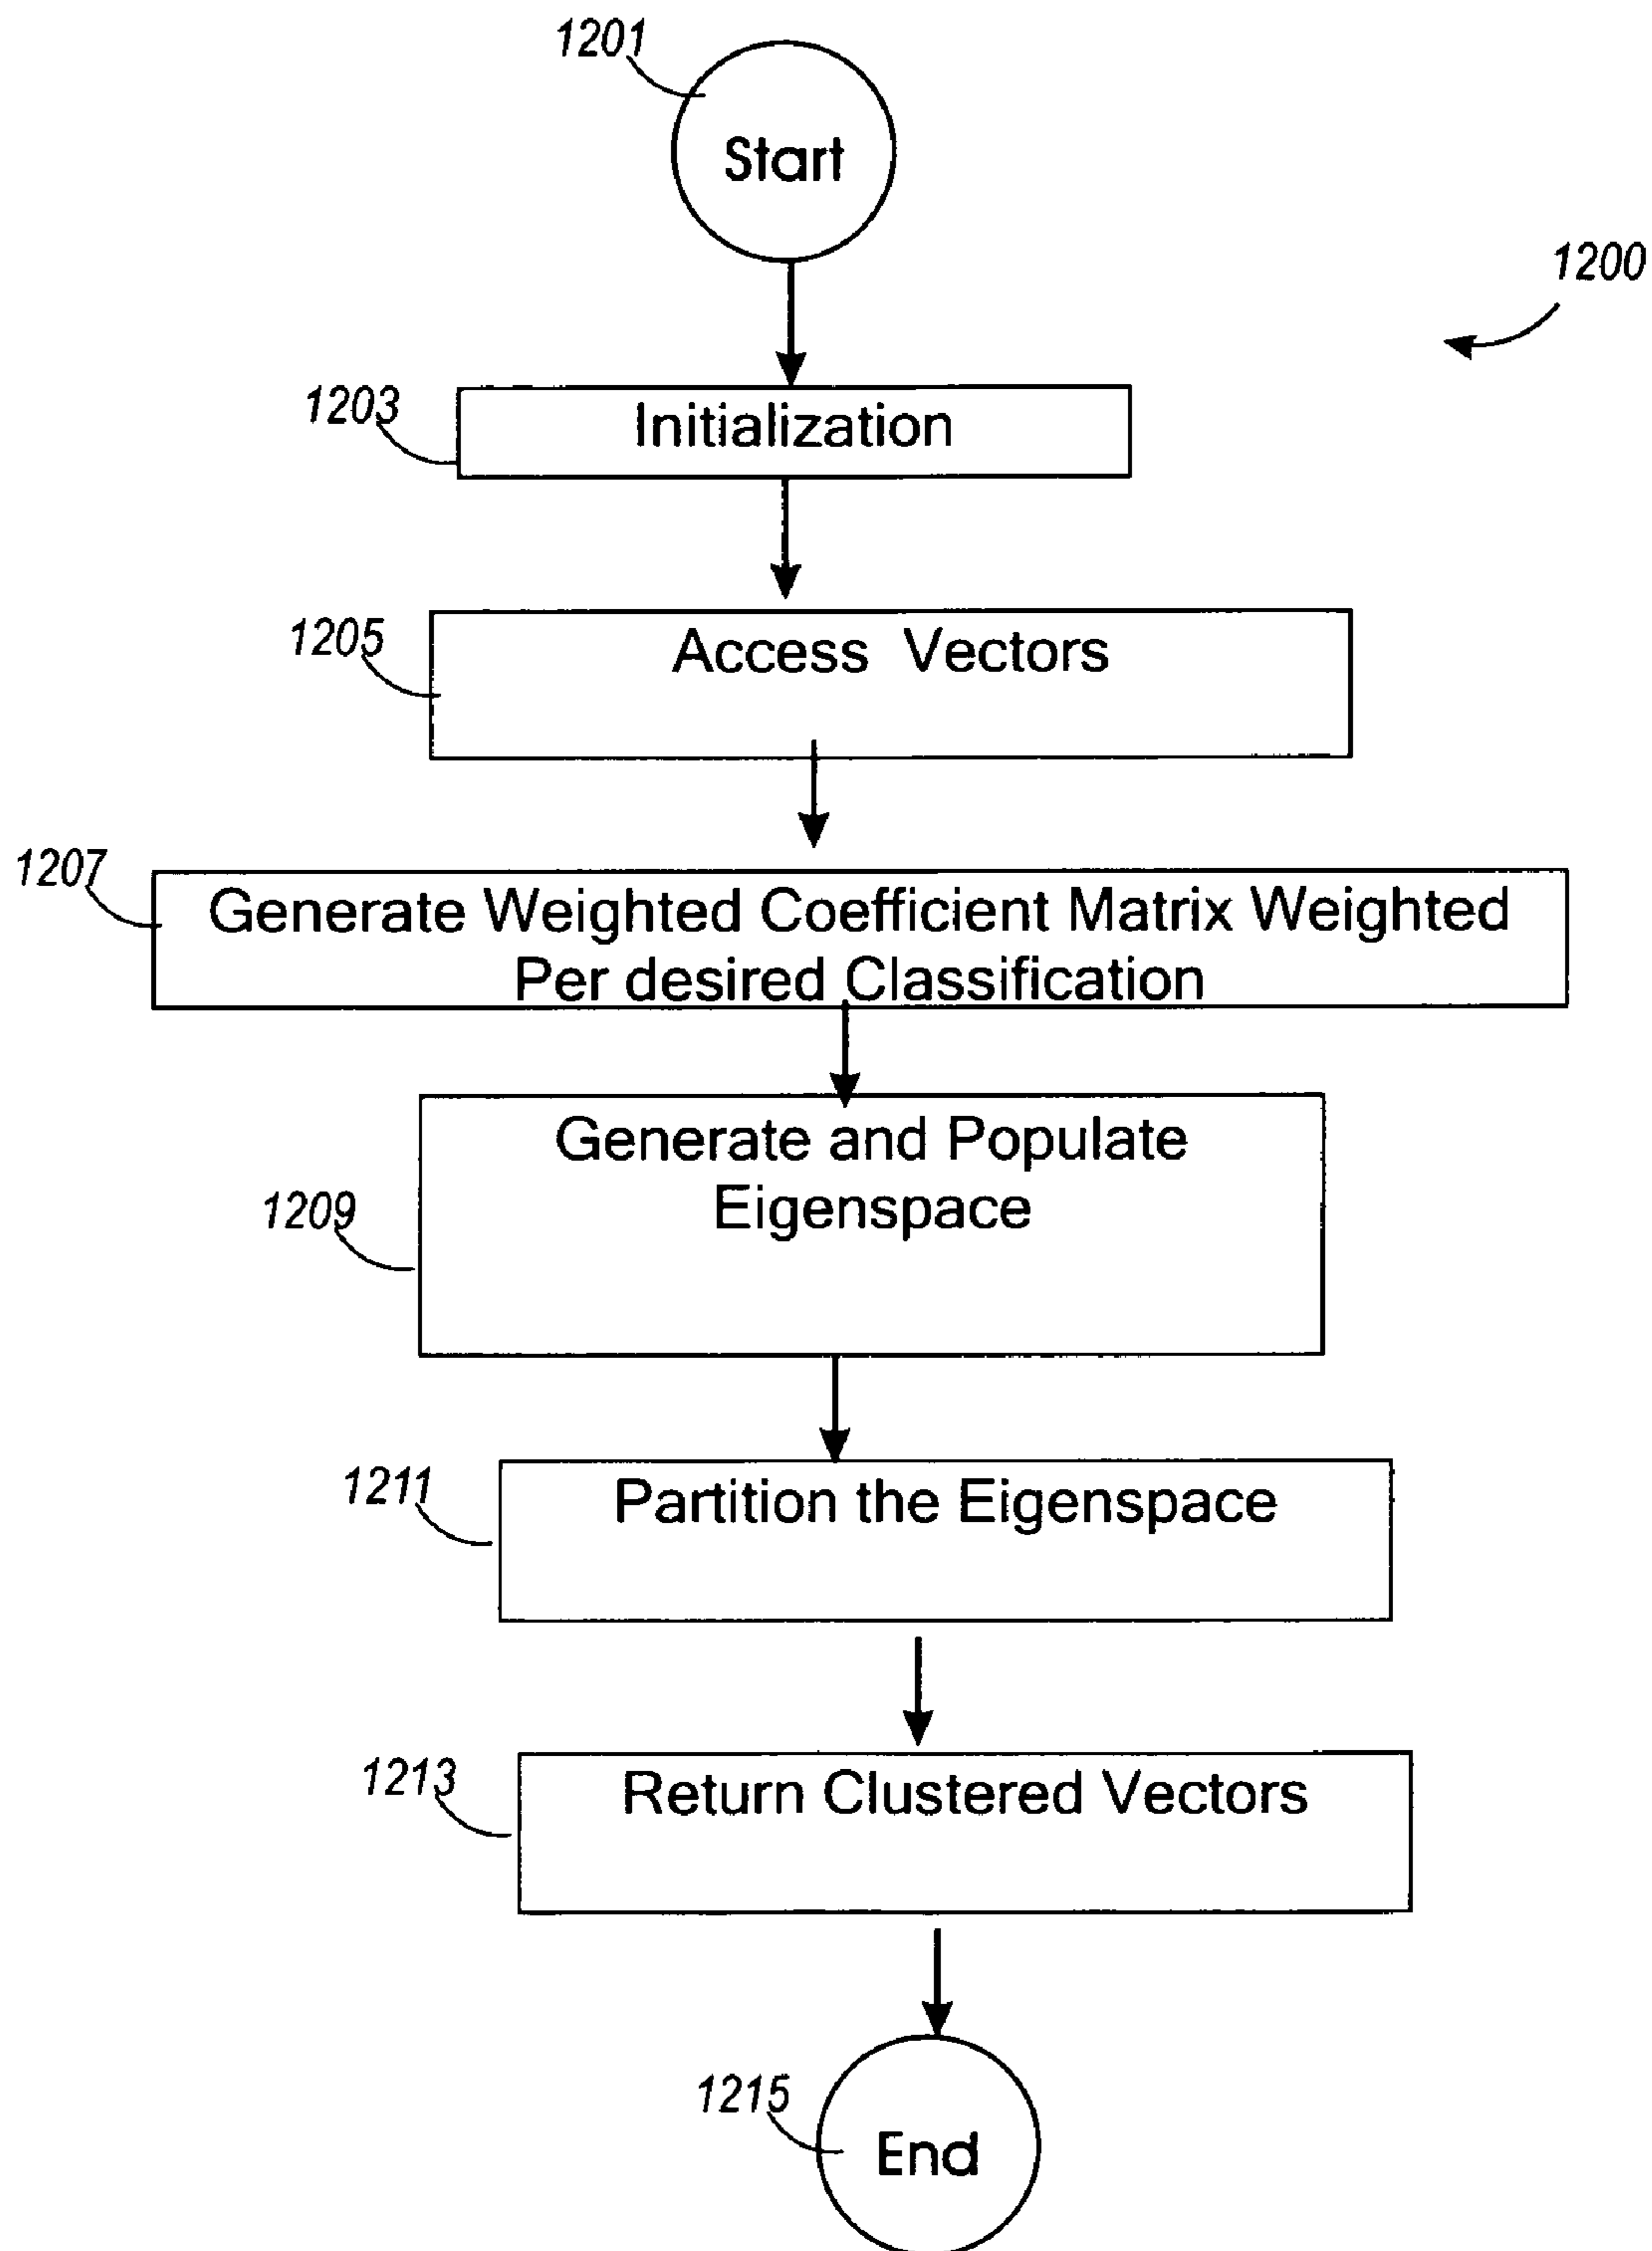 1201
Start
1200
1203
Initialization
1205
Access Vectors
1207
Generate Weighted Coefficient Matrix Weighted
Per desired Classification
Generate and Populate
Eigenspace
1209
1211
Partition the Eigenspace
1213
Return Clustered Vectors
1215
End